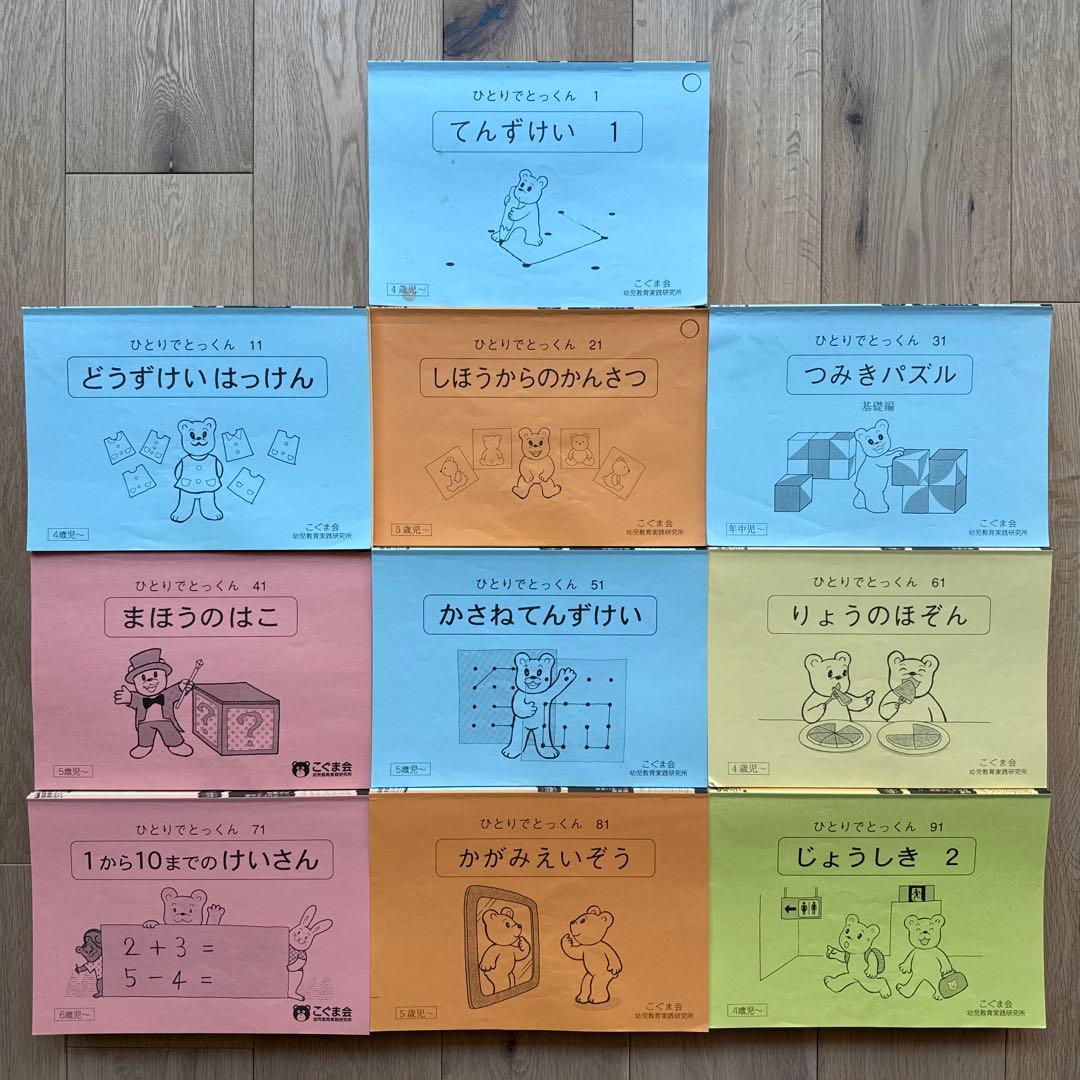 ひとりでとっくん 1
てんずけい 1
4歳児~
こぐま会
幼児教育実践研究所
ひとりでとっくん 11
どうずけい はっけん
4歳児~
こぐま会
幼児教育実践研究所
ひとりでとっくん 21
しほうからのかんさつ
5歳児~
こぐま会
幼児教育実践研究所
ひとりでとっくん 31
つみきパズル
基礎編
年中児~
こぐま会
幼児教育実践研究所
ひとりでとっくん 41
まほうのはこ
? ?
5歳児~
こぐま会
幼児教育実践研究所
ひとりでとっくん 51
かさねてんずけい
5歳児~
こぐま会
幼児教育実践研究所
ひとりでとっくん 61
りょうのほぞん
4歳児~
こぐま会
幼児教育実践研究所
ひとりでとっくん 71
1から10までの けいさん
2+3=
5-4=
6歳児~
こぐま会
幼児教育実践研究所
ひとりでとっくん 81
かがみえいぞう
5歳児~
こぐま会
幼児教育実践研究所
ひとりでとっくん 91
じょうしき 2
4歳児~
こぐま会
幼児教育実践研究所